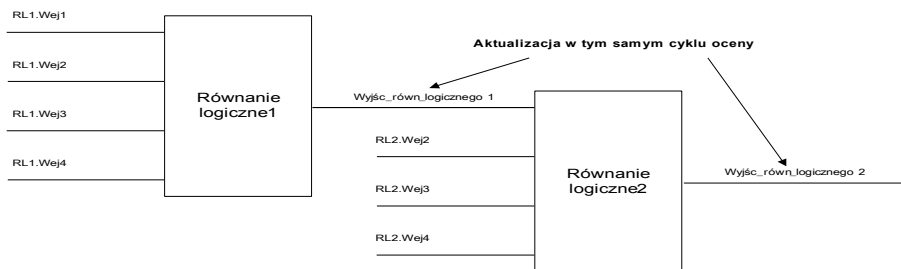 RL1.Wej1
RL1.Wej2
RL1.Wej3
RL1.Wej4
Równanie
logiczne1
Aktualizacja w tym samym cyklu oceny
Wyjśc_równ_logicznego 1
RL2.Wej2
RL2.Wej3
RL2.Wej4
Równanie
logiczne2
Wyjśc_równ_logicznego 2